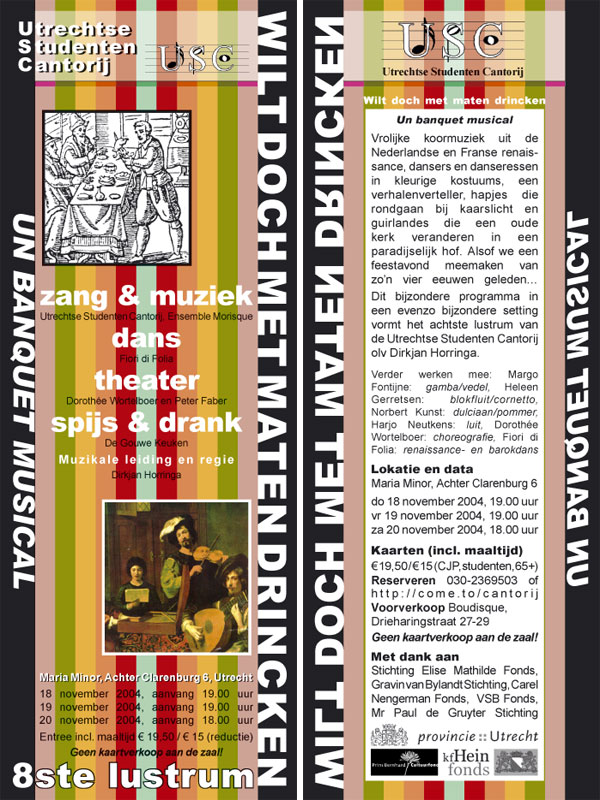 Utrechtse
Studenten
Cantorij
USC
WILT DOCH MET MATEN DRINCKEN
UN BANQUET MUSICAL
zang & muziek
Utrechtse Studenten Cantorij, Ensemble Morisque
dans
Fiori di Folia
theater
Dorothée Wortelboer en Peter Faber
spijs & drank
De Gouwe Keuken
Muzikale leiding en regie
Dirkjan Horringa
Maria Minor, Achter Clarenburg 6, Utrecht
18 november 2004, aanvang 19.00 uur
19 november 2004, aanvang 19.00 uur
20 november 2004, aanvang 18.00 uur
Entree incl. maaltijd € 19,50 / € 15 (reductie)
Geen kaartverkoop aan de zaal!
8ste lustrum
WILT DOCH MET MATEN DRINCKEN
USC
Utrechtse Studenten Cantorij
Wilt doch met maten drincken
Un banquet musical
Vrolijke koormuziek uit de
Nederlandse en Franse renais-
sance, dansers en danseressen
in kleurige kostuums, een
verhalenverteller, hapjes die
rondgaan bij kaarslicht en
guirlandes die een oude
kerk veranderen in een
paradijselijk hof. Alsof we een
feestavond meemaken van
zo'n vier eeuwen geleden...
Dit bijzondere programma in
een evenzo bijzondere setting
vormt het achtste lustrum van
de Utrechtse Studenten Cantorij
olv Dirkjan Horringa.
Verder werken mee: Margo
Fontijne: gamba/vedel, Heleen
Gerretsen: blokfluit/cornetto,
Norbert Kunst: dulciaan/pommer,
Harjo Neutkens: luit, Dorothée
Wortelboer: choreografie, Fiori di
Folia: renaissance- en barokdans
Lokatie en data
Maria Minor, Achter Clarenburg 6
do 18 november 2004, 19.00 uur
vr 19 november 2004, 19.00 uur
za 20 november 2004, 18.00 uur
Kaarten (incl. maaltijd)
€ 19,50/€ 15 (CJP, studenten, 65+)
Reserveren 030-2369503 of
http://come.to/cantorij
Voorverkoop Boudisque,
Drieharingstraat 27-29
Geen kaartverkoop aan de zaal!
Met dank aan
Stichting Elise Mathilde Fonds,
Gravin van Bylandt Stichting, Carel
Nengerman Fonds, VSB Fonds,
Mr Paul de Gruyter Stichting
provincie :: Utrecht
Prins Bernhard Cultuurfonds
kfHein
fonds
UN BANQUET MUSICAL